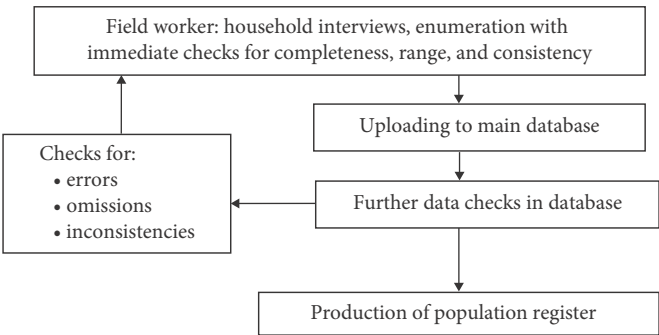 Field worker: household interviews, enumeration with
immediate checks for completeness, range, and consistency
Uploading to main database
Checks for:
• errors
• omissions
• inconsistencies
Further data checks in database
Production of population register